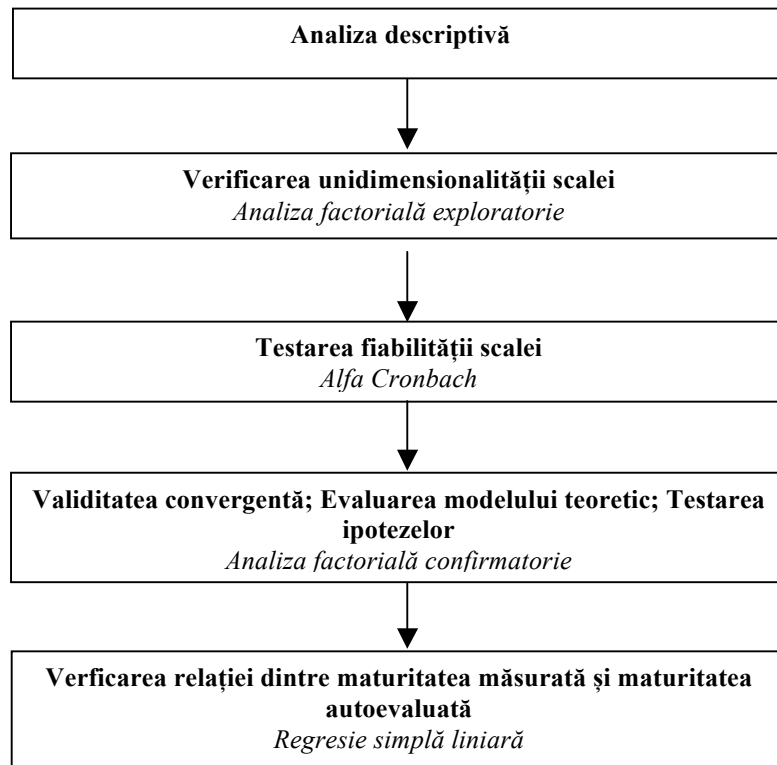 Analiza descriptivă
Verificarea unidimensionalității scalei
Analiza factorială exploratorie
Testarea fiabilității scalei
Alfa Cronbach
Validitatea convergentă; Evaluarea modelului teoretic; Testarea
ipotezelor
Analiza factorială confirmatorie
Verficarea relației dintre maturitatea măsurată și maturitatea
autoevaluată
Regresie simplă liniară